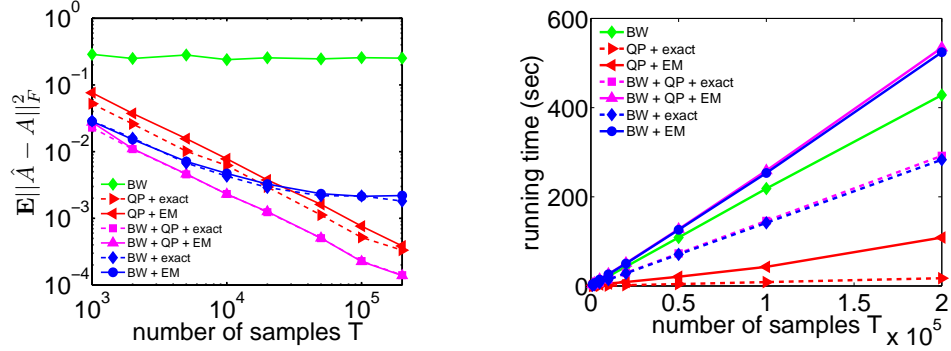 10^0
10^-1
10^-2
10^-3
10^-4
E||Â − A||²_F
BW
QP + exact
QP + EM
BW + QP + exact
BW + QP + EM
BW + exact
BW + EM
10^3
10^4
10^5
number of samples T
600
400
200
0
running time (sec)
BW
QP + exact
QP + EM
BW + QP + exact
BW + QP + EM
BW + exact
BW + EM
0
0.5
1
1.5
2
number of samples T
x 10^5